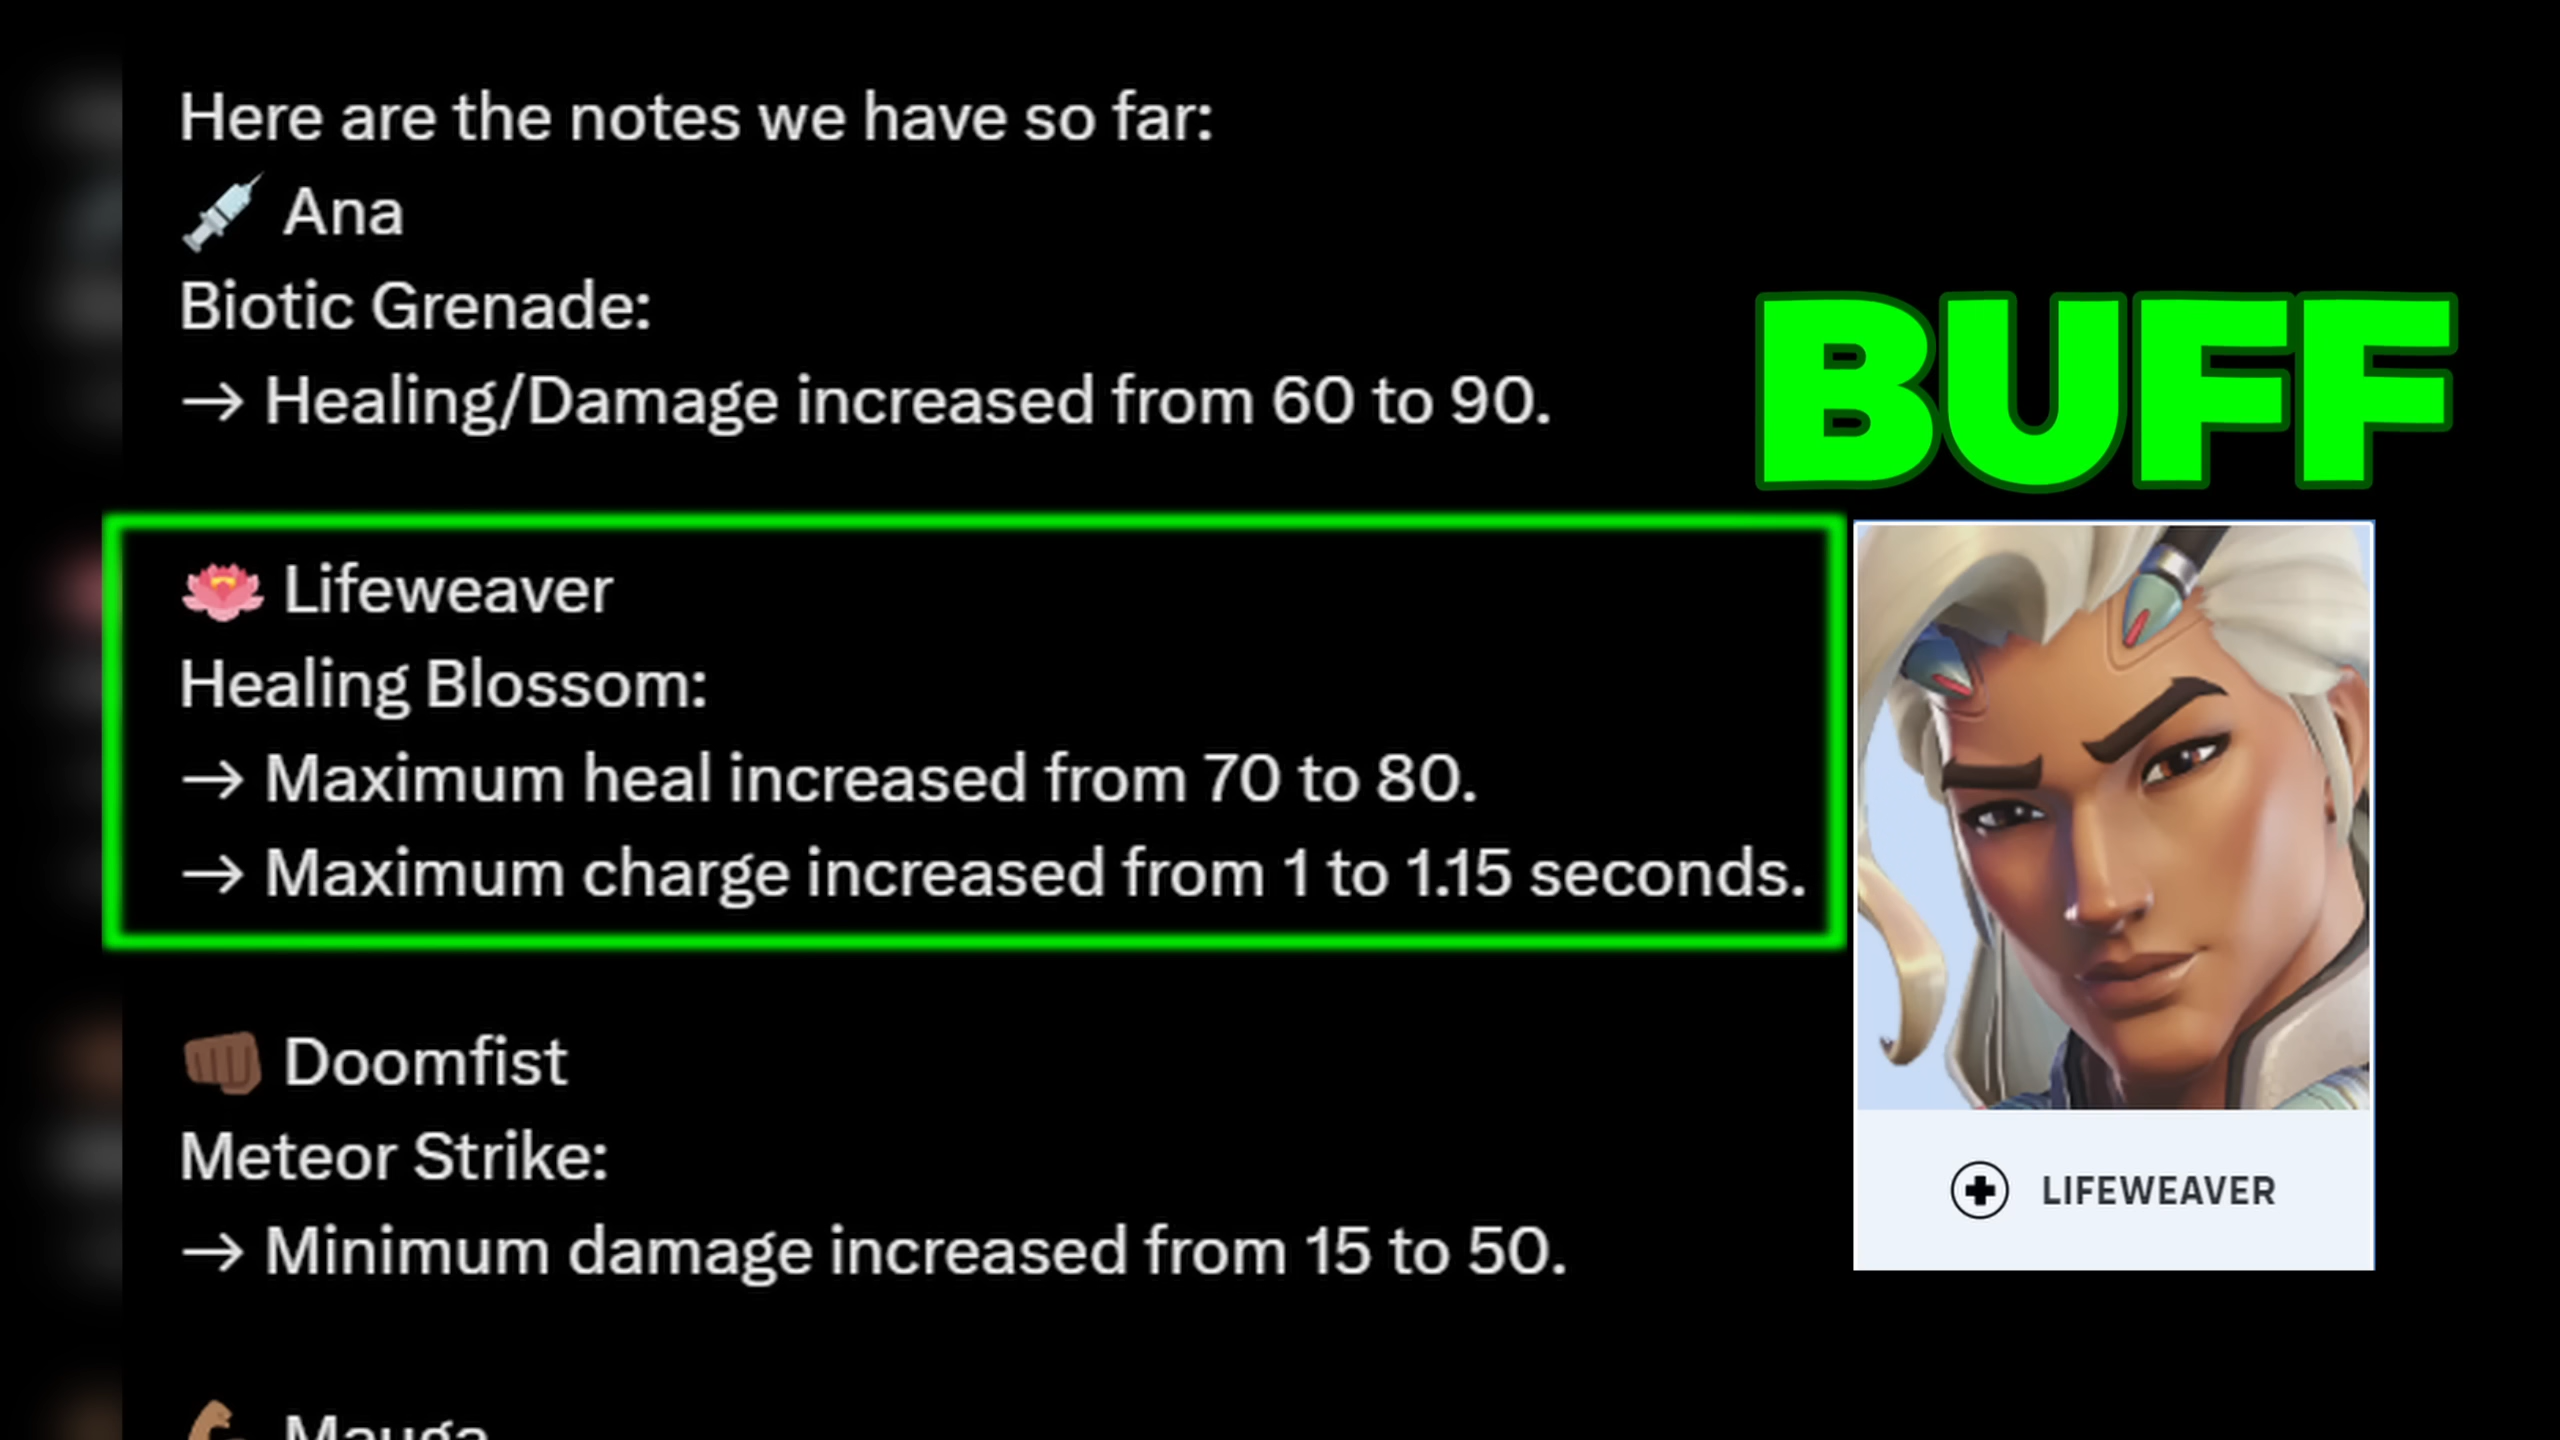 Here are the notes we have so far:
💉 Ana
Biotic Grenade:
→ Healing/Damage increased from 60 to 90.
BUFF
🪷 Lifeweaver
Healing Blossom:
→ Maximum heal increased from 70 to 80.
→ Maximum charge increased from 1 to 1.15 seconds.
LIFEWEAVER
👊🏾 Doomfist
Meteor Strike:
→ Minimum damage increased from 15 to 50.
Mauga